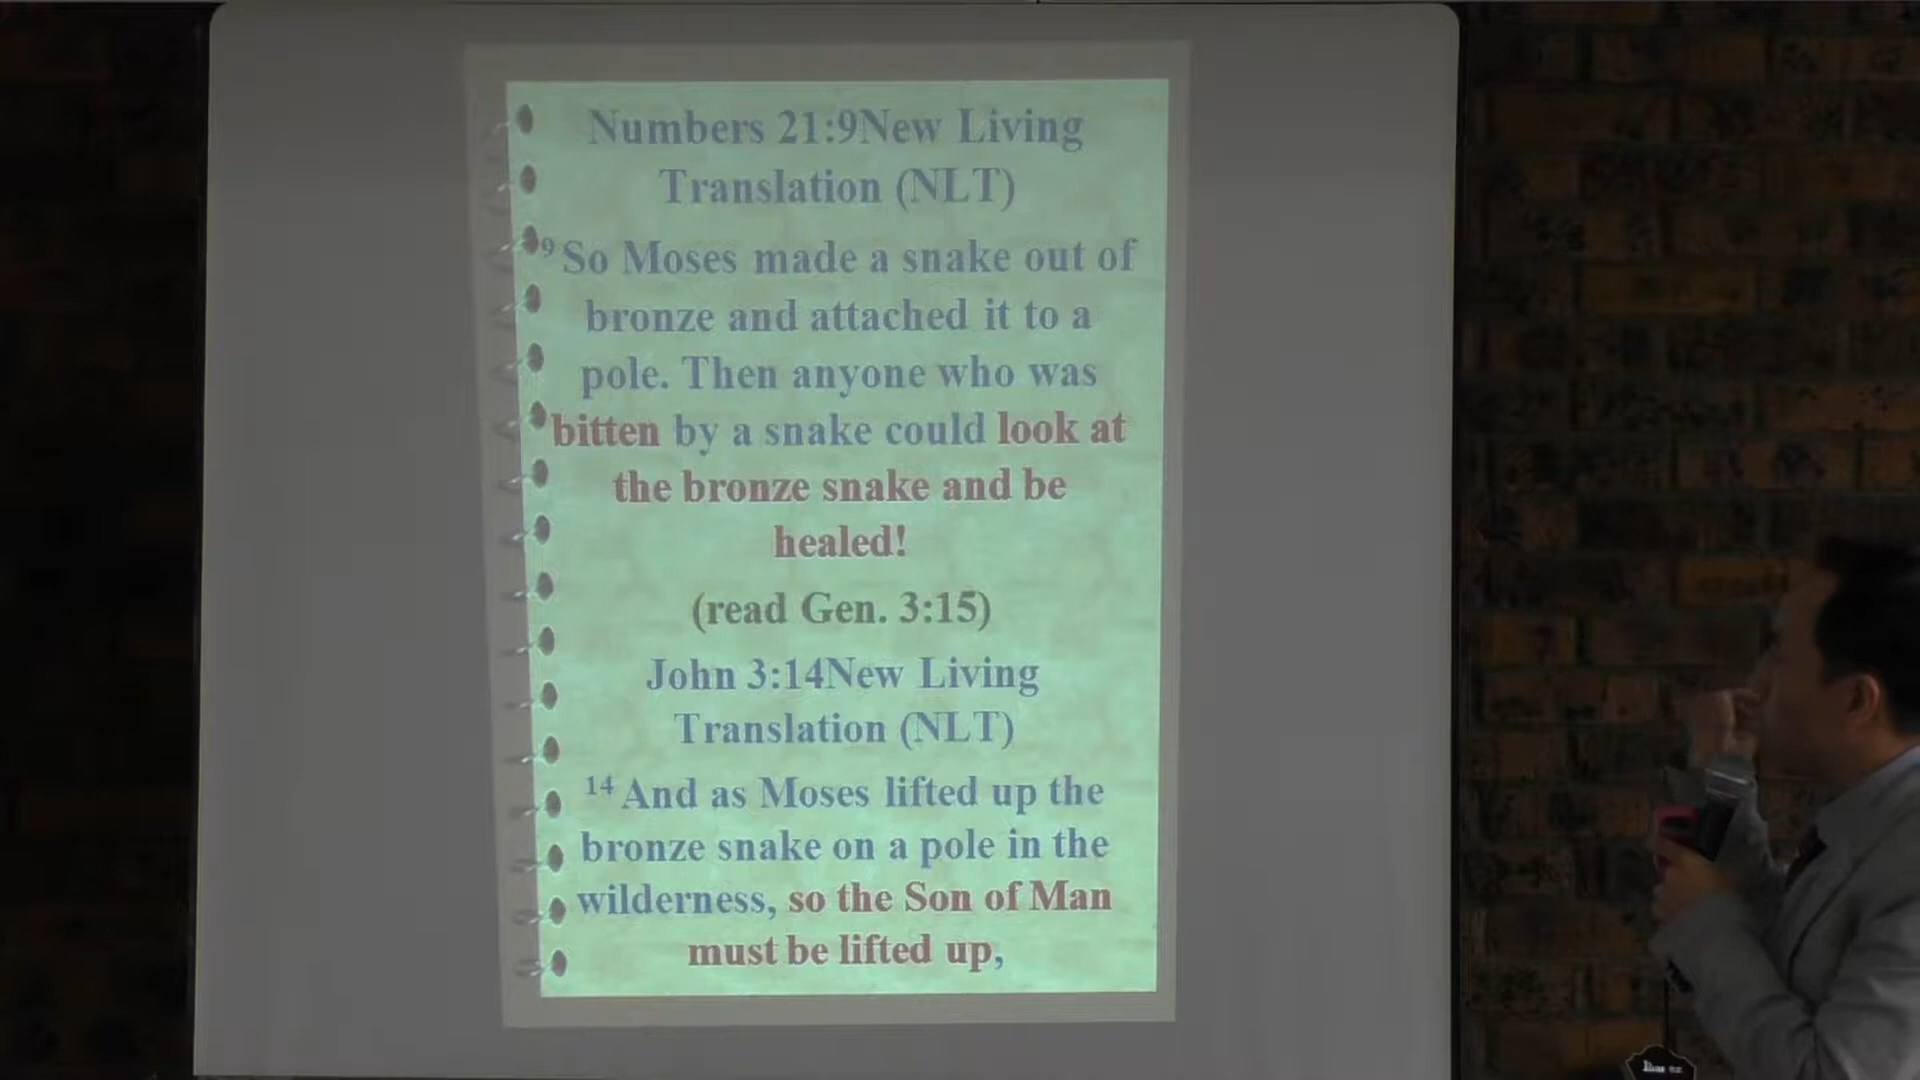 Numbers 21:9New Living
Translation (NLT)
9 So Moses made a snake out of
bronze and attached it to a
pole. Then anyone who was
bitten by a snake could look at
the bronze snake and be
healed!
(read Gen. 3:15)
John 3:14New Living
Translation (NLT)
14 And as Moses lifted up the
bronze snake on a pole in the
wilderness, so the Son of Man
must be lifted up,